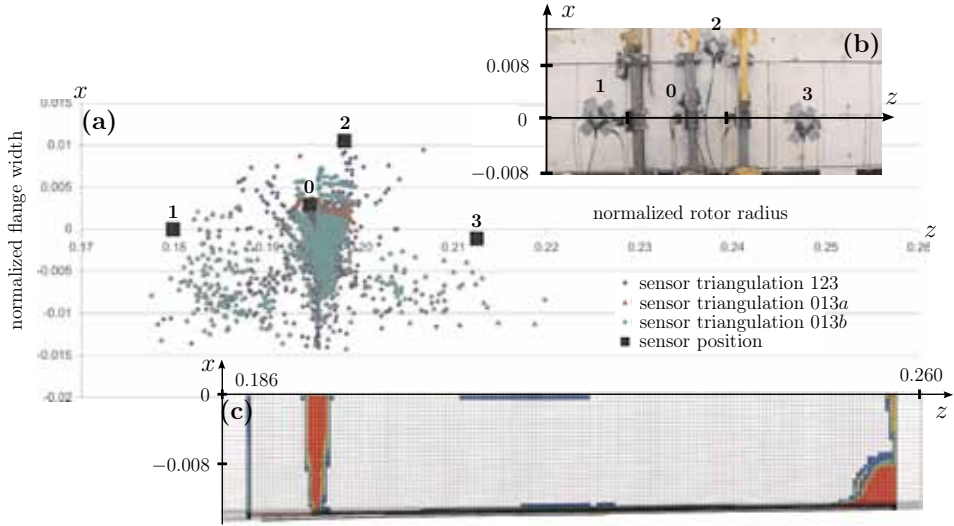 x
2
(b)
0.008
1
0
3
z
0
−0.008
x
0.015
(a)
2
0.01
0.005
0
1
3
normalized rotor radius
z
0
0.17
0.18
0.19
0.20
0.22
0.23
0.24
0.25
0.26
normalized flange width
-0.005
-0.01
-0.015
-0.02
sensor triangulation 123
sensor triangulation 013a
sensor triangulation 013b
sensor position
x
0.186
0.260
0
(c)
z
−0.008